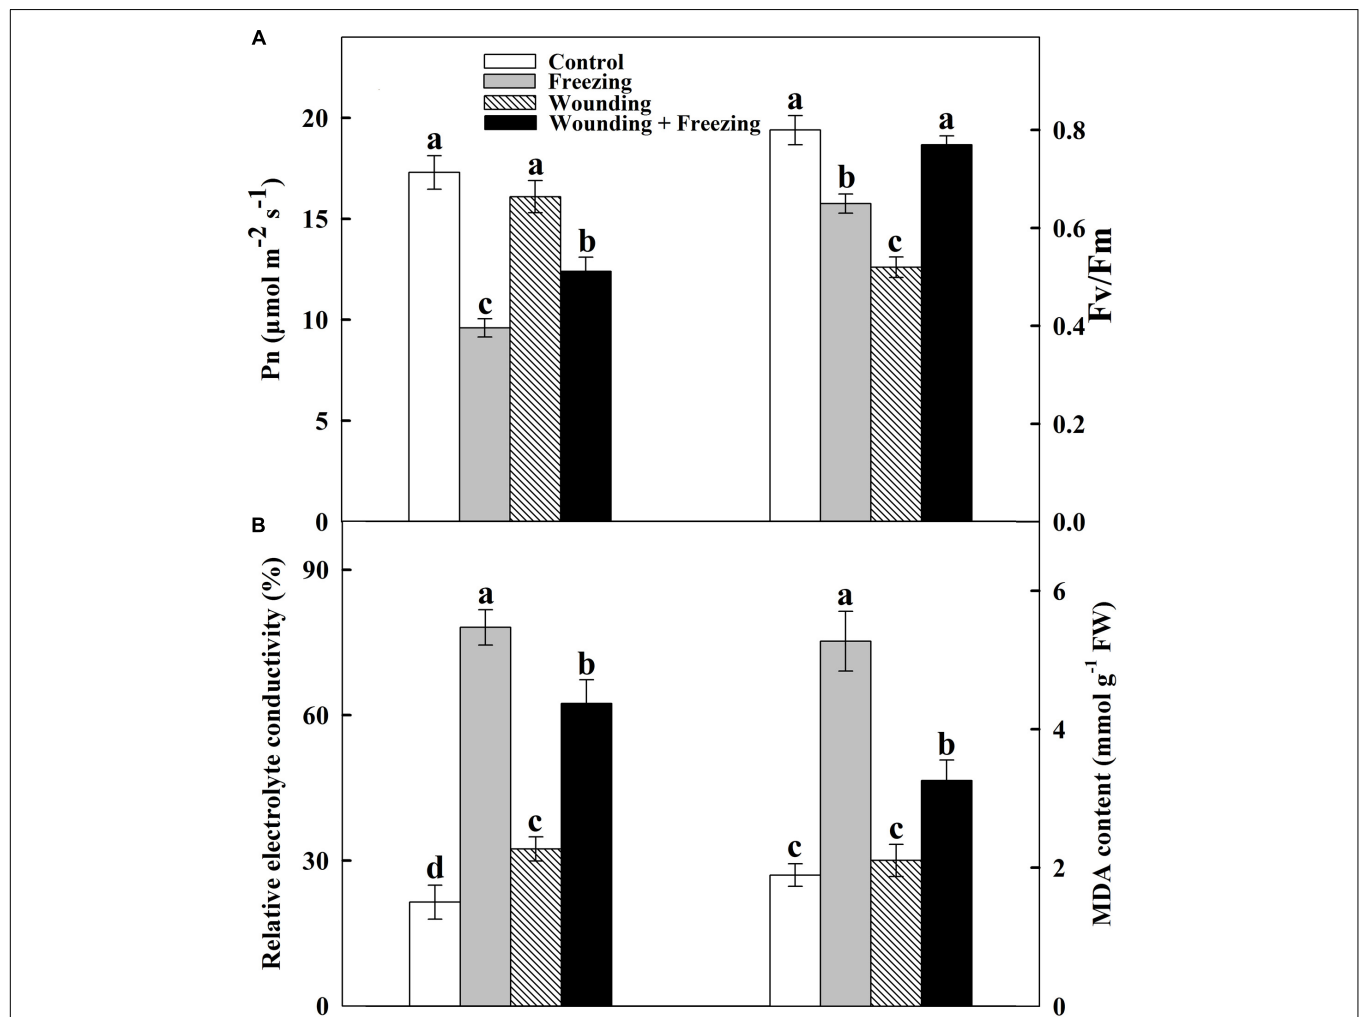 A
Control
Freezing
Wounding
Wounding + Freezing
20
15
10
5
0
Pn (µmol m-2 s-1)
a
c
a
b
a
b
c
a
0.8
0.6
0.4
0.2
0.0
Fv/Fm
B
90
60
30
0
Relative electrolyte conductivity (%)
d
a
c
b
c
a
c
b
6
4
2
0
MDA content (mmol g-1 FW)